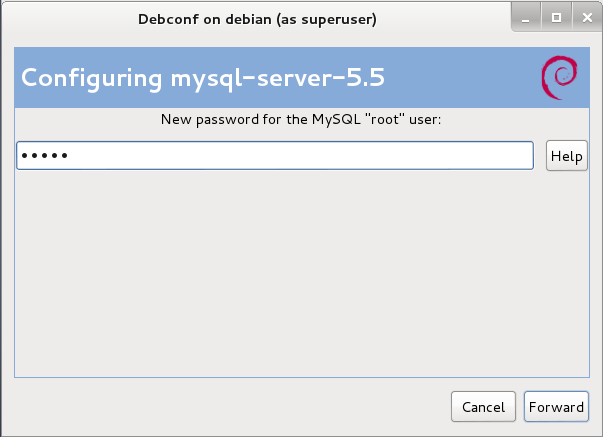 Debconf on debian (as superuser)
Configuring mysql-server-5.5
New password for the MySQL "root" user:
•••••
Help
Cancel
Forward